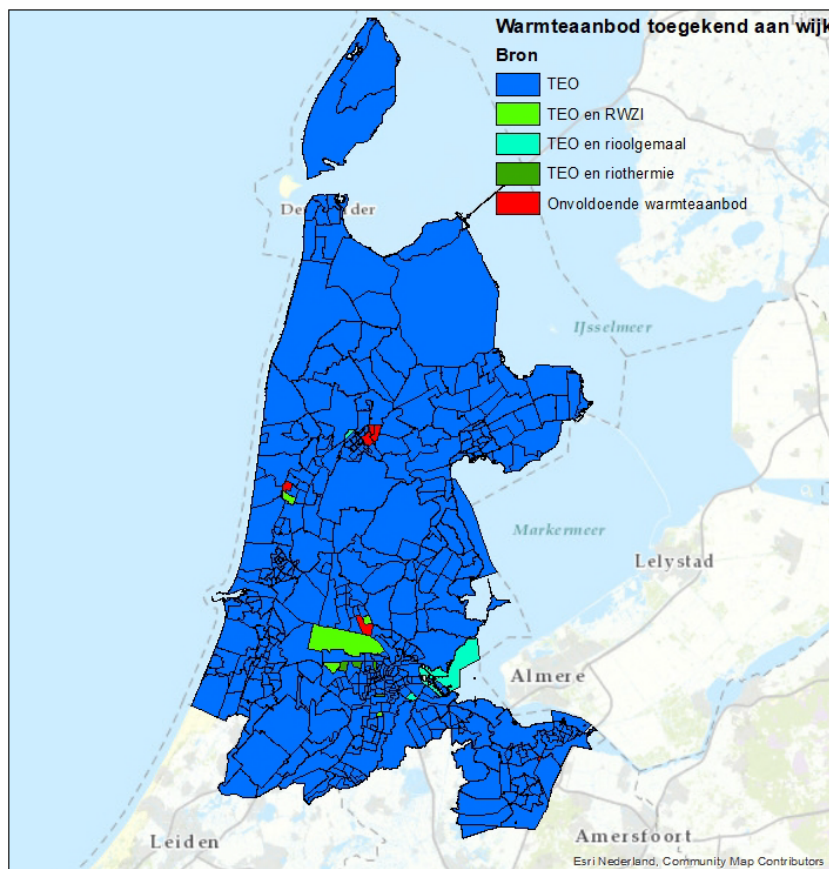 Warmteaanbod toegekend aan wijk
Bron
TEO
TEO en RWZI
TEO en rioolgemaal
TEO en riothermie
Onvoldoende warmteaanbod
IJsselmeer
Markermeer
Lelystad
Almere
Leiden
Amersfoort
Esri Nederland, Community Map Contributors